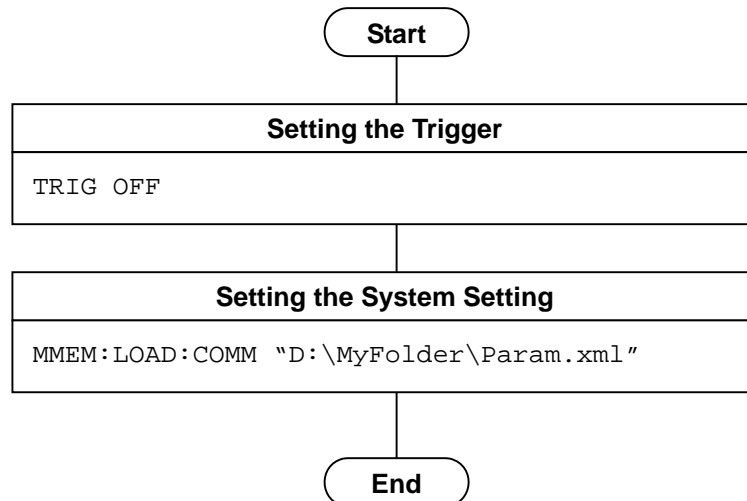 Start
Setting the Trigger
TRIG OFF
Setting the System Setting
MMEM:LOAD:COMM “D:\MyFolder\Param.xml”
End